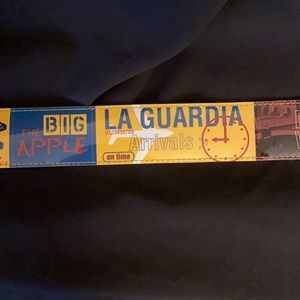 THE BIG
APPLE
LA GUARDIA
Arrivals
on time